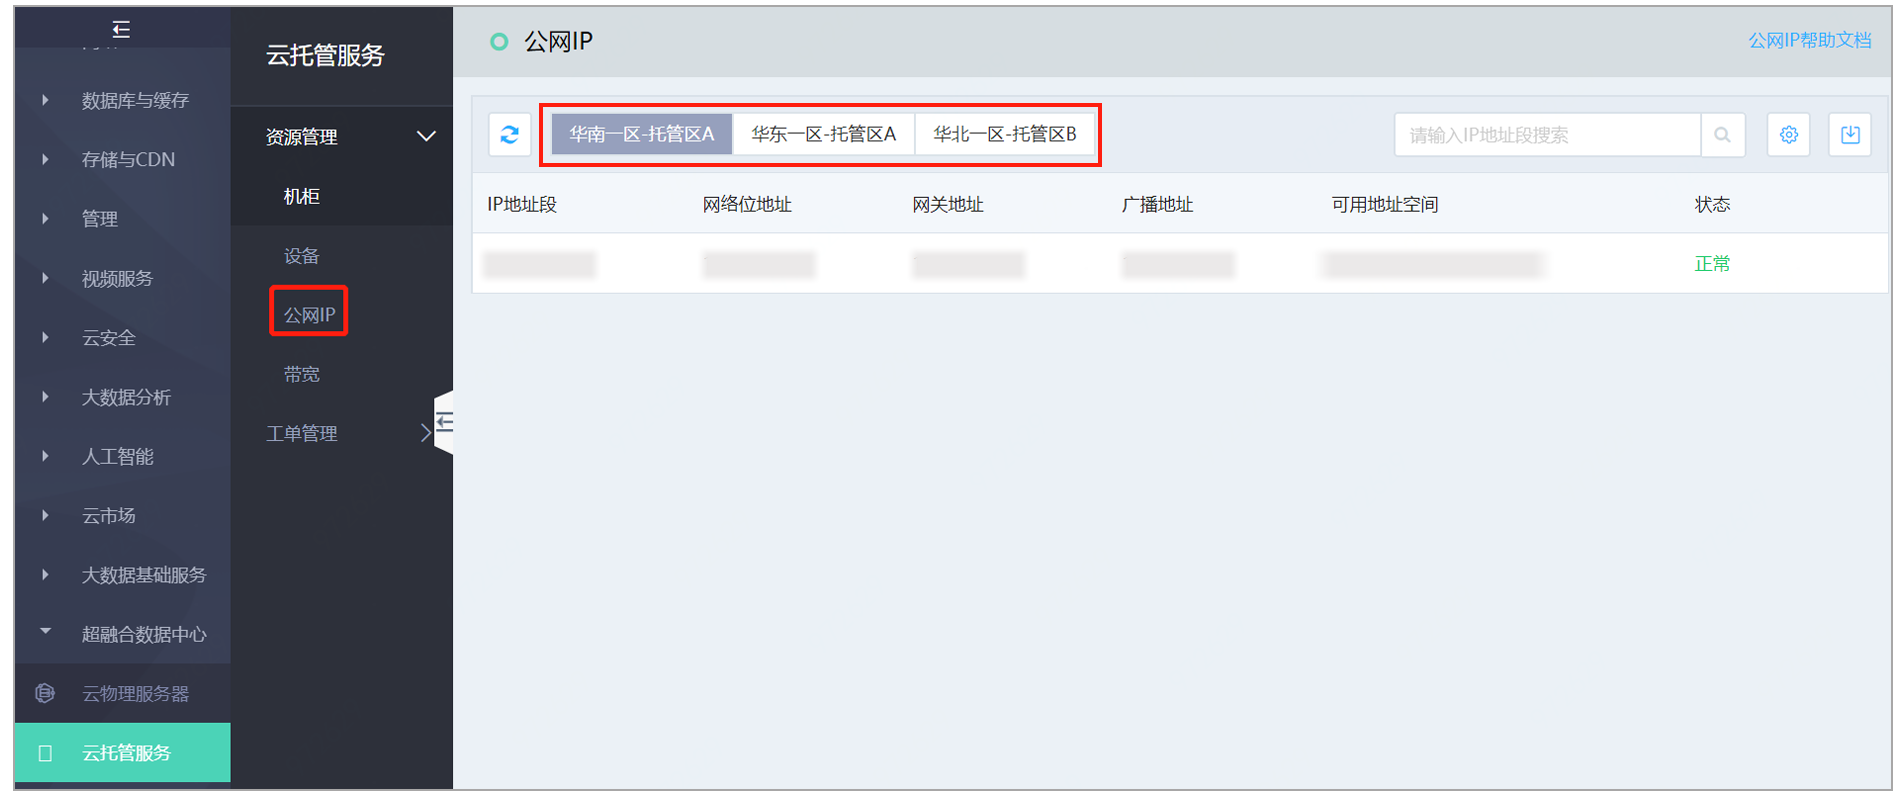 数据库与缓存
存储与CDN
管理
视频服务
云安全
大数据分析
人工智能
云市场
大数据基础服务
超融合数据中心
云物理服务器
云托管服务
云托管服务
资源管理
机柜
设备
公网IP
带宽
工单管理
公网IP
公网IP帮助文档
华南一区-托管区A 华东一区-托管区A 华北一区-托管区B
请输入IP地址段搜索
IP地址段 网络位地址 网关地址 广播地址 可用地址空间 状态
正常